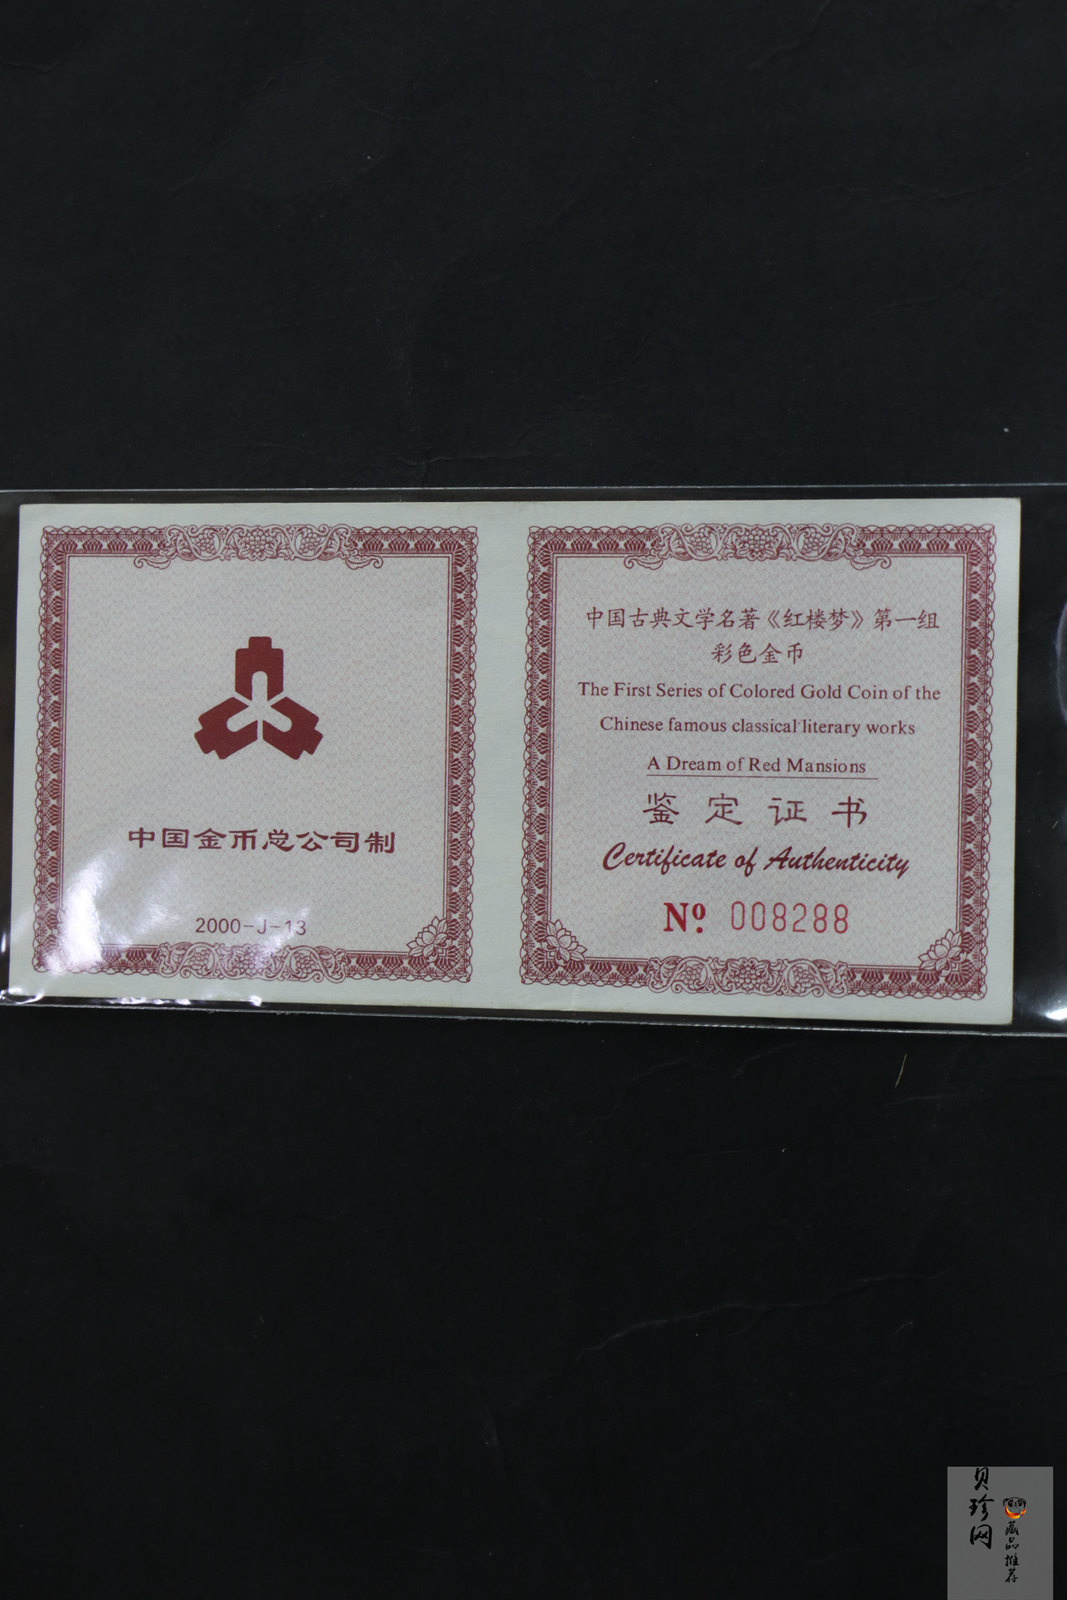 中国金币总公司制
2000-J-13
中国古典文学名著《红楼梦》第一组
彩色金币
The First Series of Colored Gold Coin of the
Chinese famous classical literary works
A Dream of Red Mansions
鉴定证书
Certificate of Authenticity
Nº 008288
贝珍网
藏品推荐